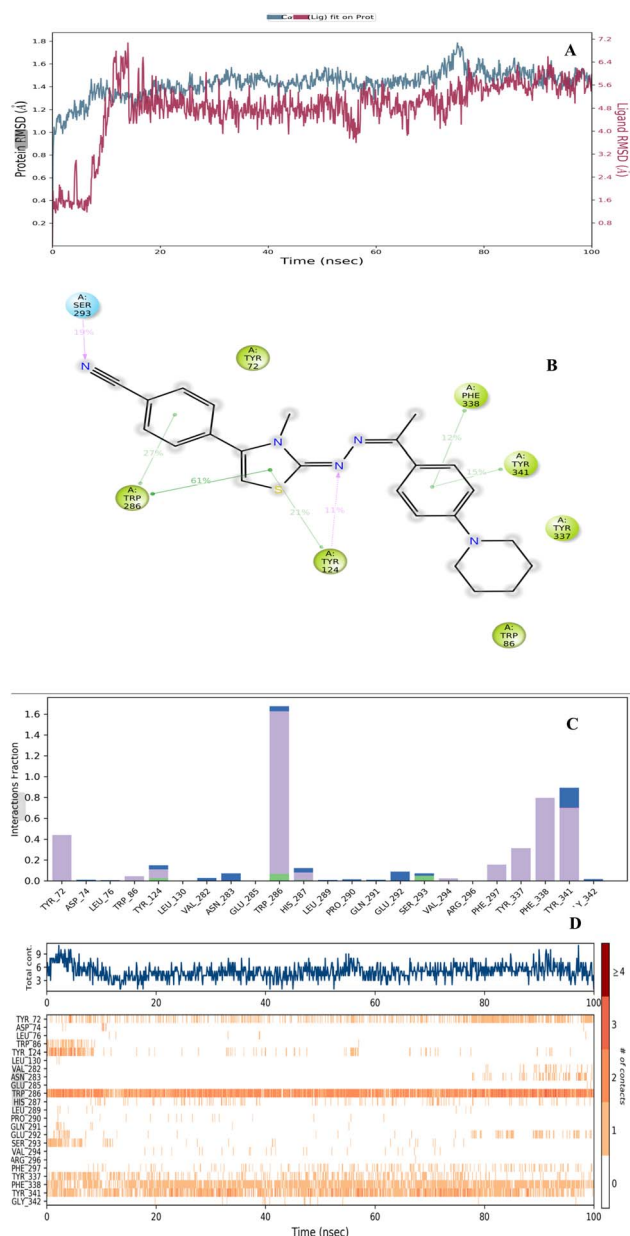 Ca (Lig) fit on Prot
A
Protein RMSD (Å)
1.8
1.6
1.4
1.2
1.0
0.8
0.6
0.4
0.2
7.2
6.4
5.6
4.8
4.0
3.2
2.4
1.6
0.8
Ligand RMSD (Å)
0 20 40 60 80 100
Time (nsec)
B
A:
SER
293
19%
N
A:
TYR
72
A:
PHE
338
12%
N
N
27%
15%
A:
TYR
341
61%
S
N
A:
TRP
286
21%
11%
A:
TYR
337
A:
TYR
124
N
A:
TRP
86
C
Interactions Fraction
1.6
1.4
1.2
1.0
0.8
0.6
0.4
0.2
0.0
TYR_72 ASP_74 LEU_76 TRP_86 TYR_124 LEU_130 VAL_282 ASN_283 GLU_285 TRP_286 HIS_287 LEU_289 PRO_290 GLN_291 GLU_292 SER_293 VAL_294 ARG_296 PHE_297 TYR_337 PHE_338 TYR_341 Y_342
D
Total cont.
9
6
3
0 20 40 60 80 100
TYR_72
ASP_74
LEU_76
TRP_86
TYR_124
LEU_130
VAL_282
ASN_283
GLU_285
TRP_286
HIS_287
LEU_289
PRO_290
GLN_291
GLU_292
SER_293
VAL_294
ARG_296
PHE_297
TYR_337
PHE_338
TYR_341
GLY_342
0 20 40 60 80 100
Time (nsec)
≥4
3
2
1
0
# of contacts